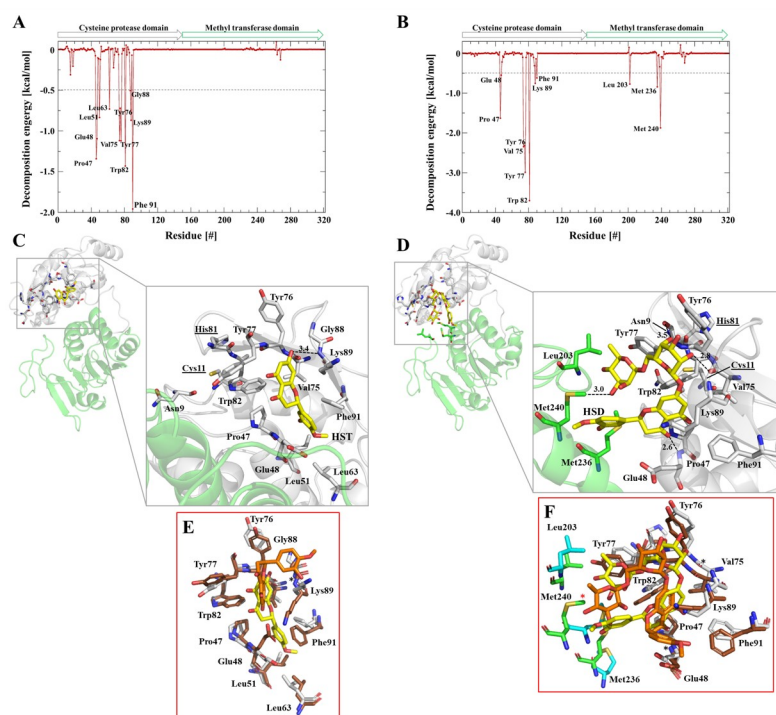 A
Cysteine protease domain Methyl transferase domain
Decomposition engergy [kcal/mol]
0
-0.5
-1.0
-1.5
-2.0
Leu63
Leu51
Glu48
Pro47
Gly88
Tyr76
Lys89
Val75
Tyr77
Trp82
Phe 91
0 40 80 120 160 200 240 280 320
Residue [#]
B
Cysteine protease domain Methyl transferase domain
Decomposition engergy [kcal/mol]
0
-1.0
-2.0
-3.0
-4.0
Glu 48
Phe 91
Lys 89
Leu 203
Met 236
Pro 47
Met 240
Tyr 76
Val 75
Tyr 77
Trp 82
0 40 80 120 160 200 240 280 320
Residue [#]
C
Tyr76
Tyr77
Gly88
His81
3.4
Lys89
Cys11
Val75
Trp82
Asn9
Phe91
Pro47
HST
Glu48
Leu51
Leu63
D
Tyr76
Asn9
His81
Tyr77
3.5
Leu203
2.8
Cys11
Trp82
Val75
3.0
Met240
HSD
Lys89
Met236
2.6
Pro47
Phe91
Glu48
E
Tyr76
Gly88
Tyr77
*
Lys89
Trp82
Phe91
Pro47
Glu48
Leu51
Leu63
F
Tyr76
Leu203
Tyr77
*
Val75
Trp82
Met240
*
Lys89
Pro47
Phe91
*
Met236
Glu48